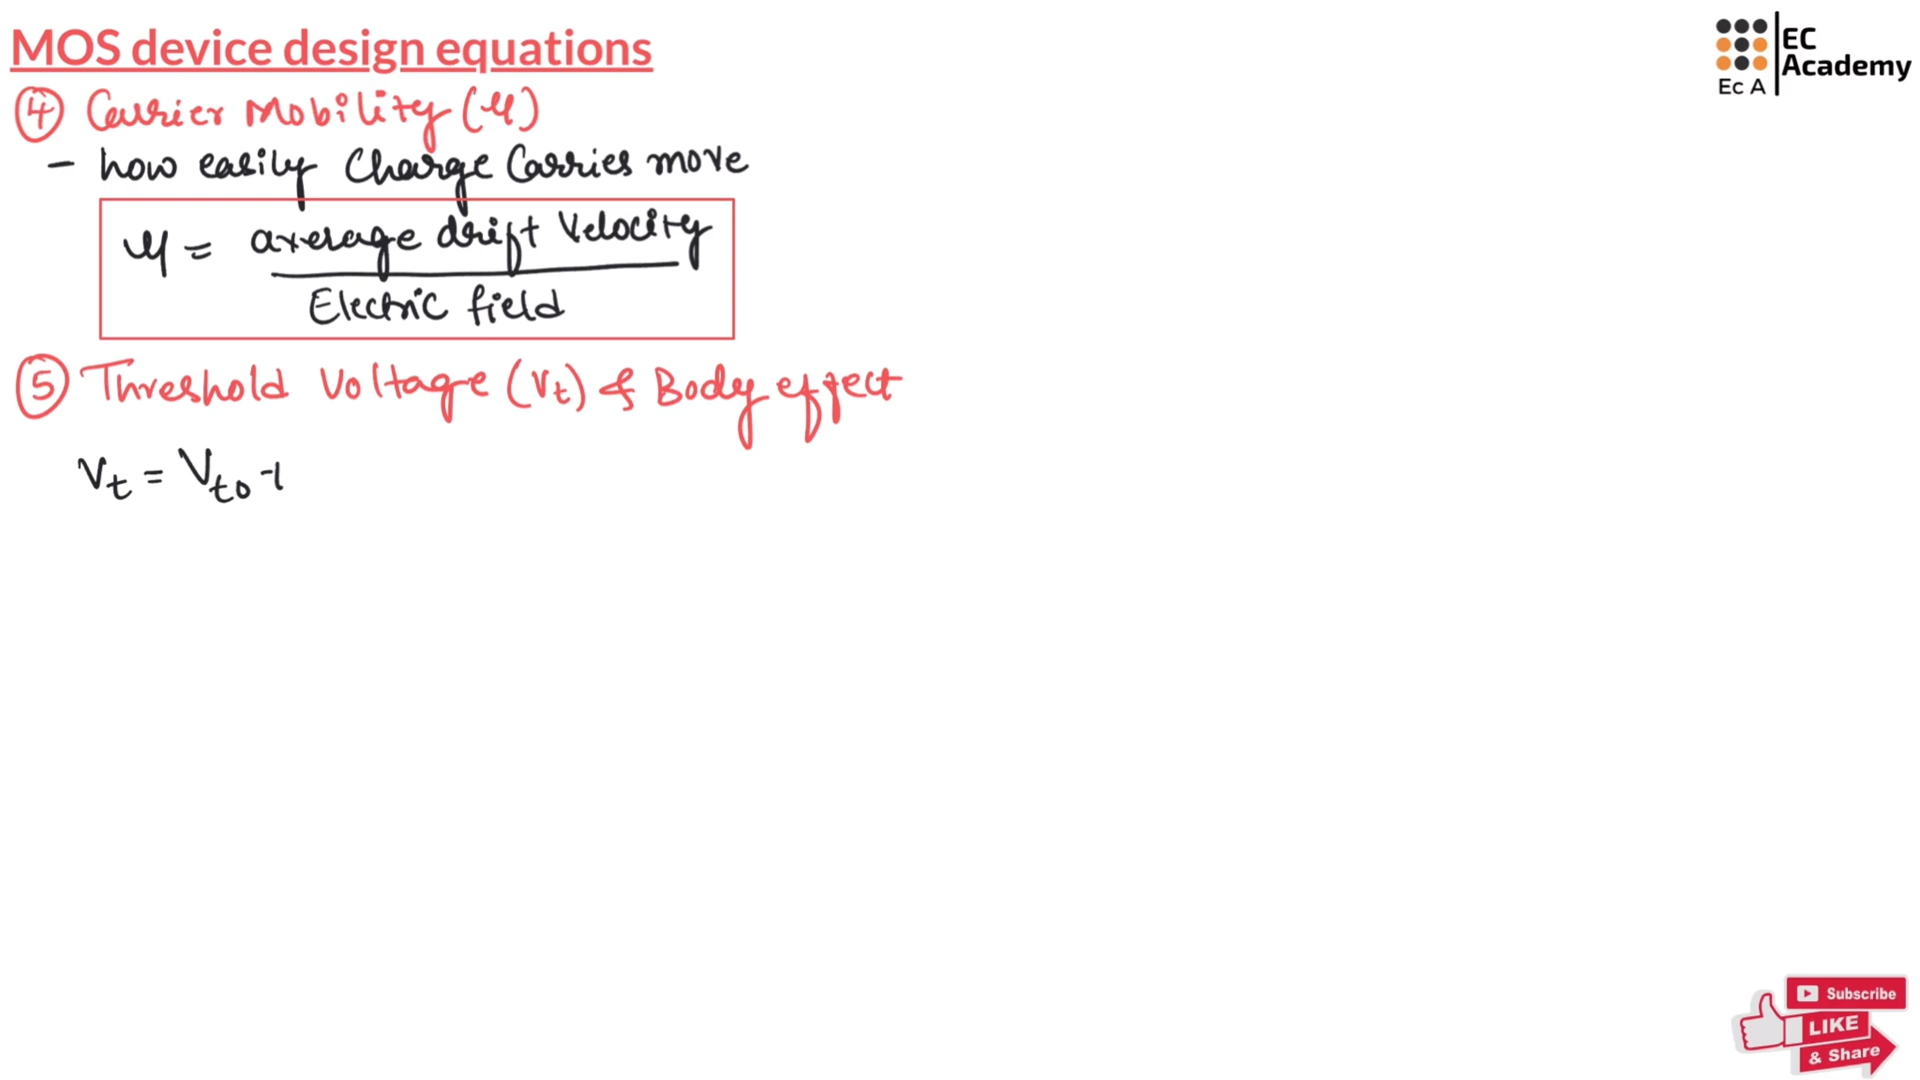 MOS device design equations
EC
Academy
Ec A
④ Carrier Mobility (μ)
- how easily Charge Carries move
μ = average drift Velocity
Electric field
⑤ Threshold Voltage (Vt) & Body effect
Vt = Vt0 +
Subscribe
LIKE
& Share